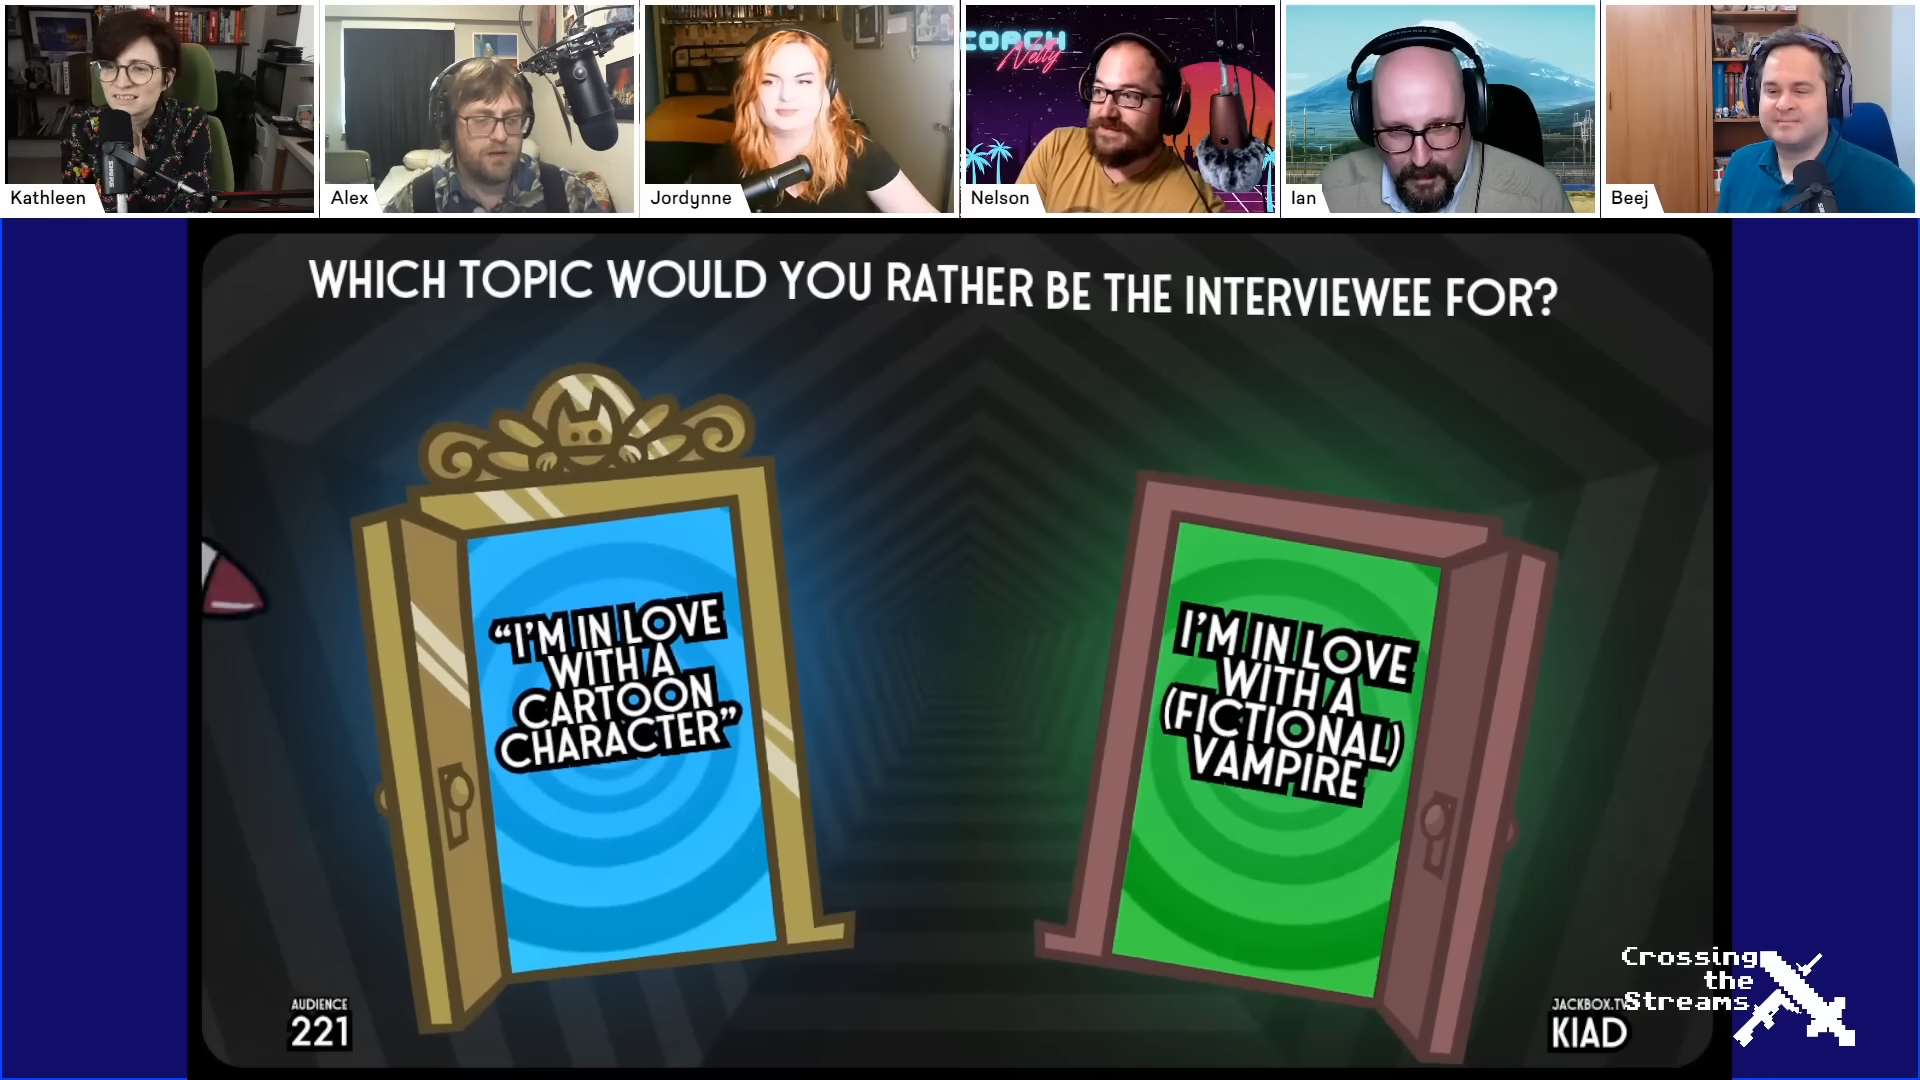 COACH
Nelly
Kathleen
Alex
Jordynne
Nelson
Ian
Beej
WHICH TOPIC WOULD YOU RATHER BE THE INTERVIEWEE FOR?
“I’M IN LOVE
WITH A
CARTOON
CHARACTER”
I’M IN LOVE
WITH A
(FICTIONAL)
VAMPIRE
AUDIENCE
221
JACKBOX.TV
KIAD
Crossing
the
Streams